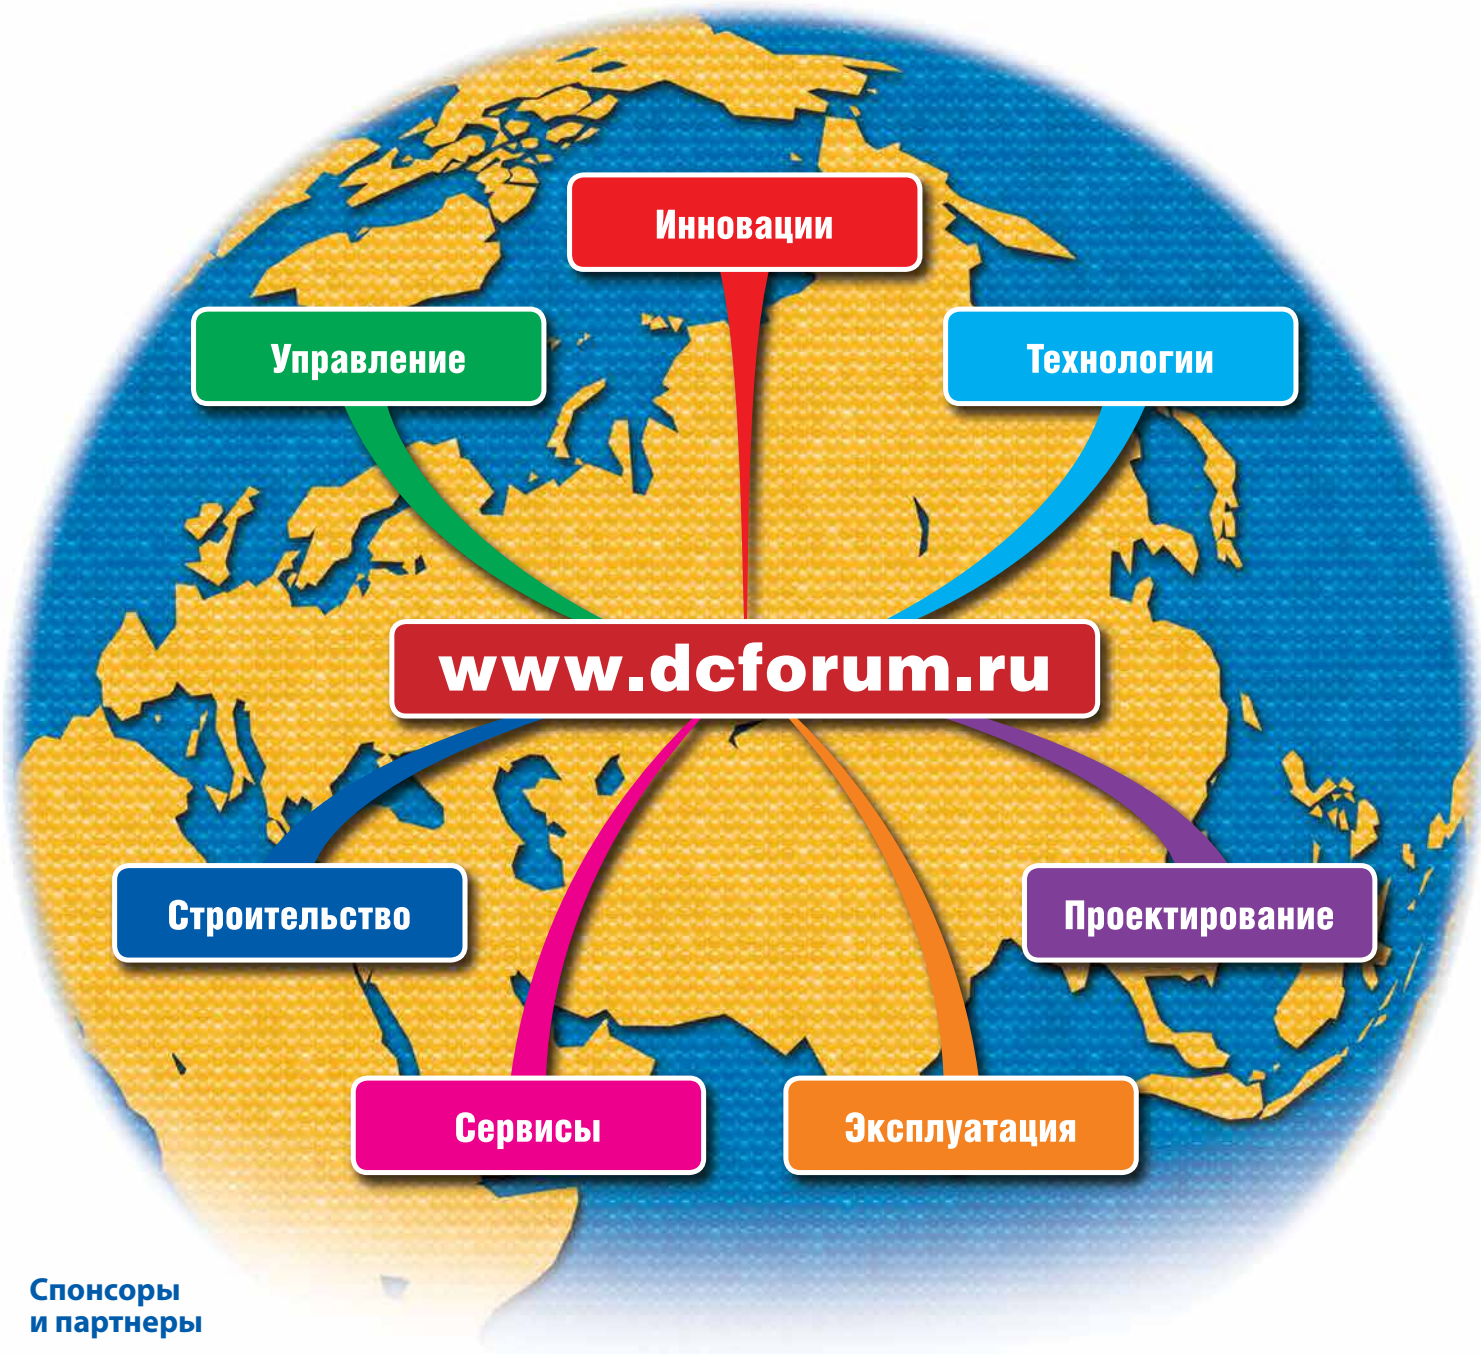 Инновации
Управление
Технологии
www.dcforum.ru
Строительство
Проектирование
Сервисы
Эксплуатация
Спонсоры
и партнеры